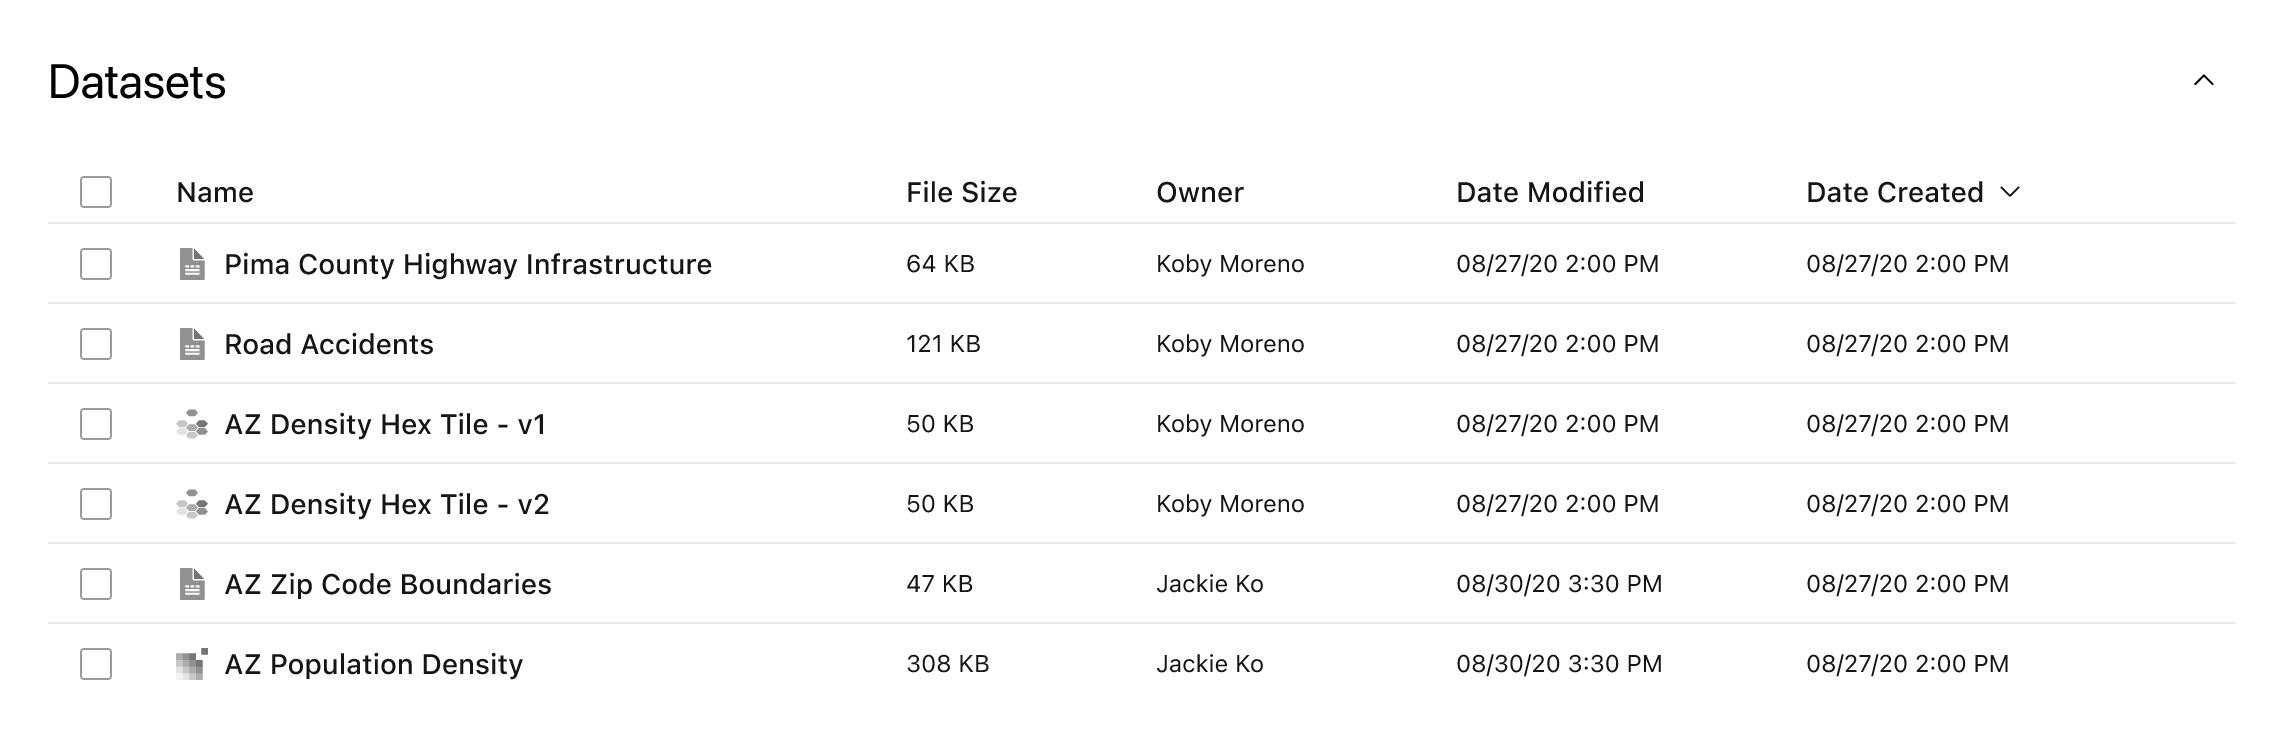 Datasets
Name File Size Owner Date Modified Date Created
Pima County Highway Infrastructure 64 KB Koby Moreno 08/27/20 2:00 PM 08/27/20 2:00 PM
Road Accidents 121 KB Koby Moreno 08/27/20 2:00 PM 08/27/20 2:00 PM
AZ Density Hex Tile - v1 50 KB Koby Moreno 08/27/20 2:00 PM 08/27/20 2:00 PM
AZ Density Hex Tile - v2 50 KB Koby Moreno 08/27/20 2:00 PM 08/27/20 2:00 PM
AZ Zip Code Boundaries 47 KB Jackie Ko 08/30/20 3:30 PM 08/27/20 2:00 PM
AZ Population Density 308 KB Jackie Ko 08/30/20 3:30 PM 08/27/20 2:00 PM